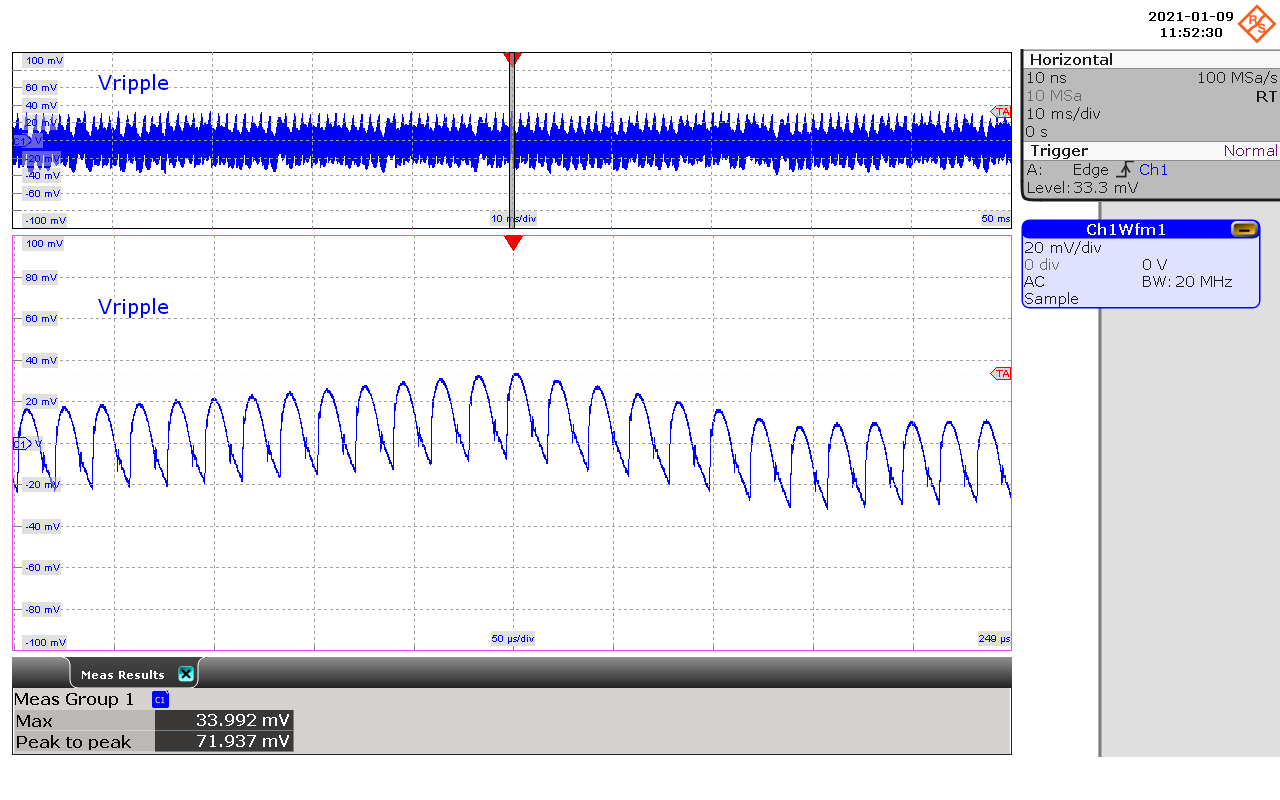 2021-01-09
11:52:30
R S
100 mV
Vripple
60 mV
40 mV
20 mV
C1 V
-20 mV
-40 mV
-60 mV
-100 mV
TA
10 ms/div
50 ms
100 mV
80 mV
Vripple
60 mV
40 mV
TA
20 mV
C1 V
-20 mV
-40 mV
-60 mV
-80 mV
-100 mV
50 µs/div
249 µs
Horizontal
10 ns 100 MSa/s
10 MSa RT
10 ms/div
0 s
Trigger Normal
A: Edge Ch1
Level: 33.3 mV
Ch1Wfm1
20 mV/div
0 div 0 V
AC BW: 20 MHz
Sample
Meas Results
Meas Group 1 C1
Max 33.992 mV
Peak to peak 71.937 mV